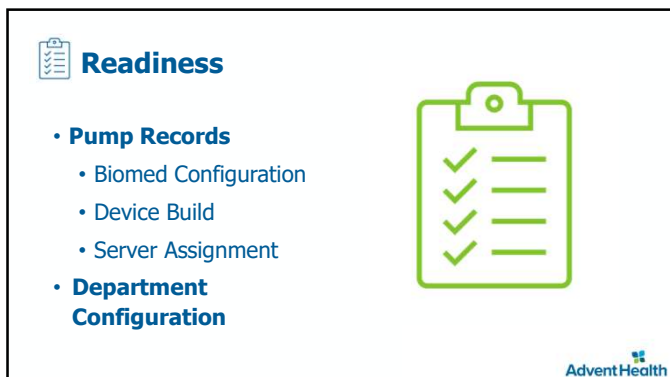 Readiness
• Pump Records
• Biomed Configuration
• Device Build
• Server Assignment
• Department
Configuration
AdventHealth